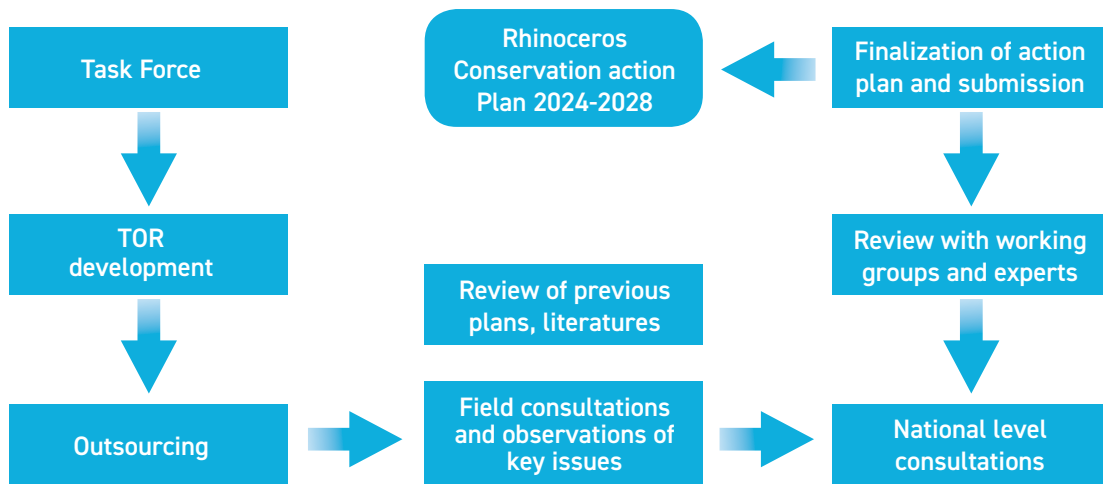 Task Force
Rhinoceros
Conservation action
Plan 2024-2028
Finalization of action
plan and submission
TOR
development
Review of previous
plans, literatures
Review with working
groups and experts
Outsourcing
Field consultations
and observations of
key issues
National level
consultations